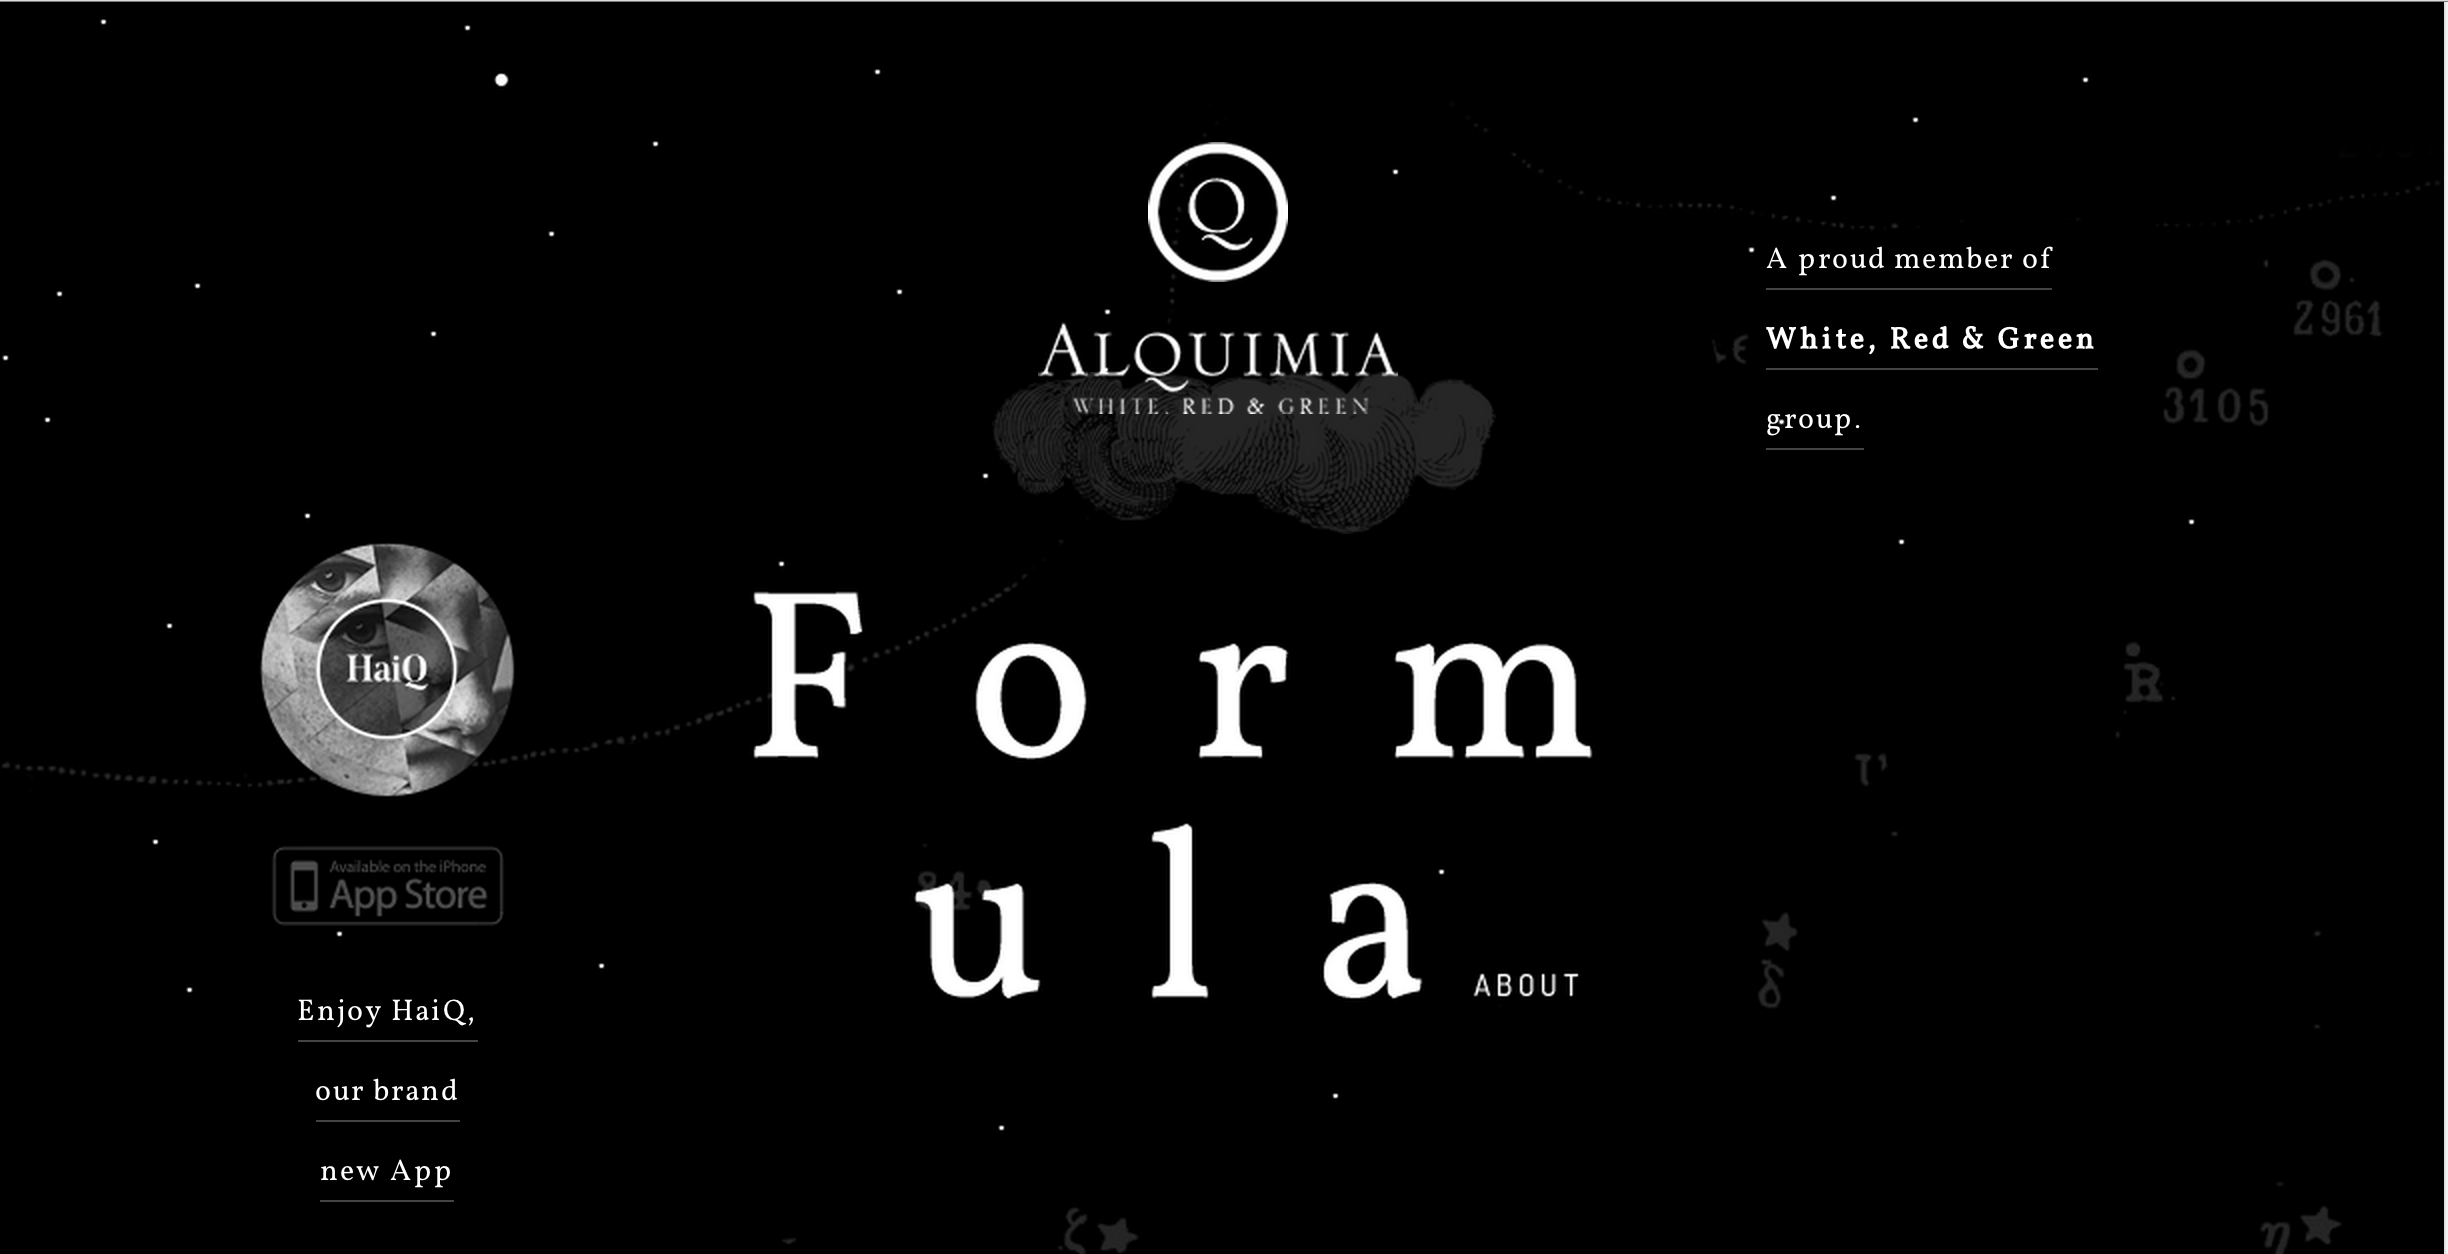 Q
ALQUIMIA
WHITE. RED & GREEN
A proud member of
White, Red & Green
group.
2961
3105
HaiQ
Form
ula
ABOUT
84.
R.
Available on the iPhone
App Store
δ
Enjoy HaiQ,
our brand
new App
ζ
η